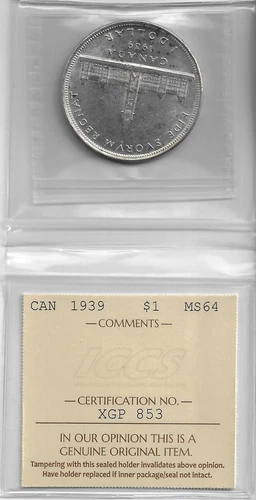 FIDE SVORVM REGNAT
CANADA
1939
1 DOLLAR
CAN 1939 $1 MS64
— COMMENTS —
ICCS
— CERTIFICATION NO. —
XGP 853
IN OUR OPINION THIS IS A
GENUINE ORIGINAL ITEM.
Tampering with this sealed holder invalidates above opinion.
Have holder replaced if inner package/seal not intact.